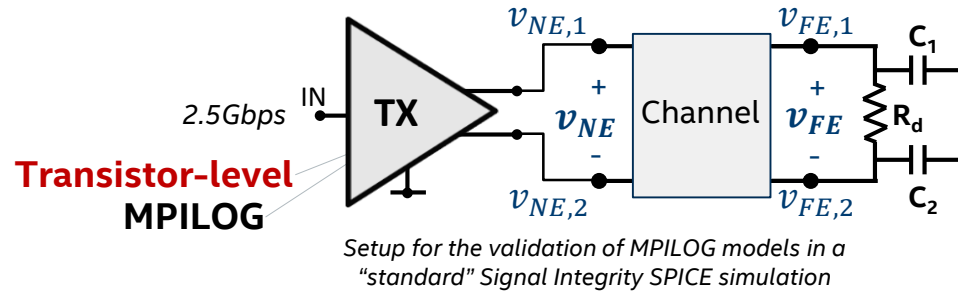 v_{NE,1}
v_{FE,1}
C_1
IN
2.5Gbps
TX
+
v_{NE}
-
Channel
+
v_{FE}
-
R_d
Transistor-level
MPILOG
v_{NE,2}
v_{FE,2}
C_2
Setup for the validation of MPILOG models in a
“standard” Signal Integrity SPICE simulation